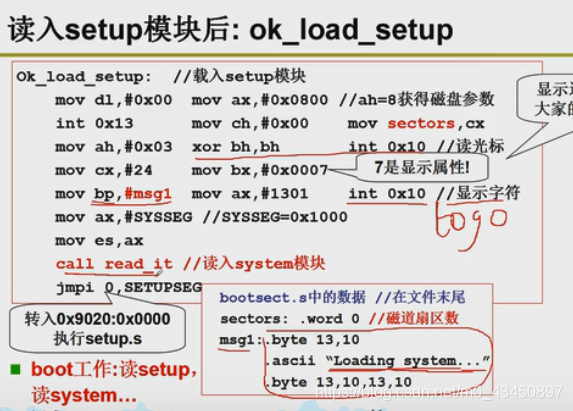 读入setup模块后: ok_load_setup
Ok_load_setup: //载入setup模块
mov dl,#0x00 mov ax,#0x0800 //ah=8获得磁盘参数
int 0x13 mov ch,#0x00 mov sectors,cx
mov ah,#0x03 xor bh,bh int 0x10 //读光标
mov cx,#24 mov bx,#0x0007
7是显示属性!
mov bp,#msg1 mov ax,#1301 int 0x10 //显示字符
mov ax,#SYSSEG //SYSSEG=0x1000
mov es,ax
call read_it //读入system模块
jmpi 0,SETUPSEG
显示
大家的
logo
转入0x9020:0x0000
执行setup.s
bootsect.s中的数据 //在文件末尾
sectors: .word 0 //磁道扇区数
msg1:.byte 13,10
.ascii "Loading system..."
.byte 13,10,13,10
boot工作:读setup,
读system…
https://blog.csdn.net/m0_43450897